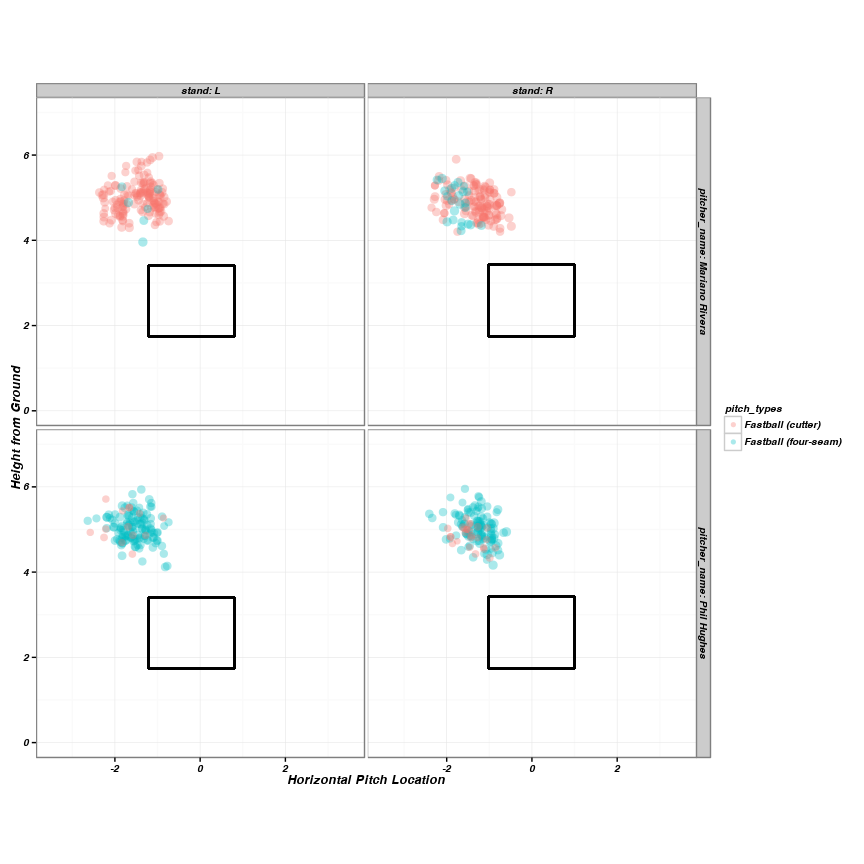 stand: L
stand: R
6
4
2
0
pitcher_name: Mariano Rivera
Height from Ground
pitch_types
Fastball (cutter)
Fastball (four-seam)
6
4
2
0
pitcher_name: Phil Hughes
-2
0
2
-2
0
2
Horizontal Pitch Location